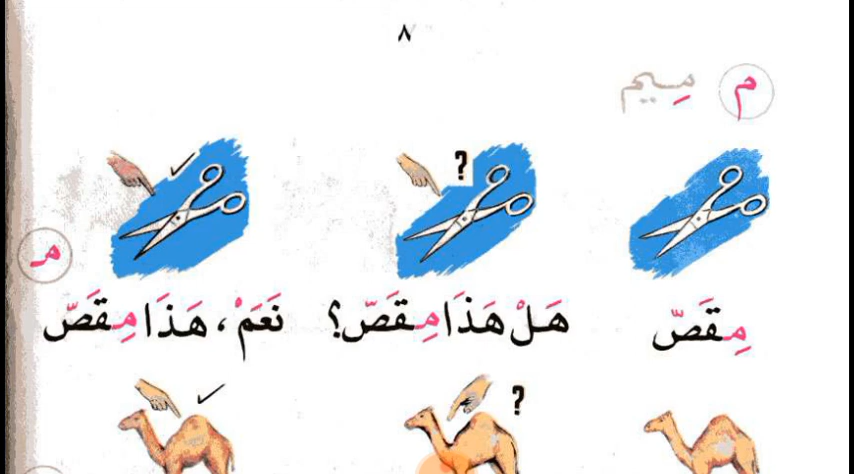 ٨
م مِيم
؟ ✓
مـ
مِقَصّ هَلْ هَذَا مِقَصّ؟ نَعَمْ، هَذَا مِقَصّ
؟ ✓